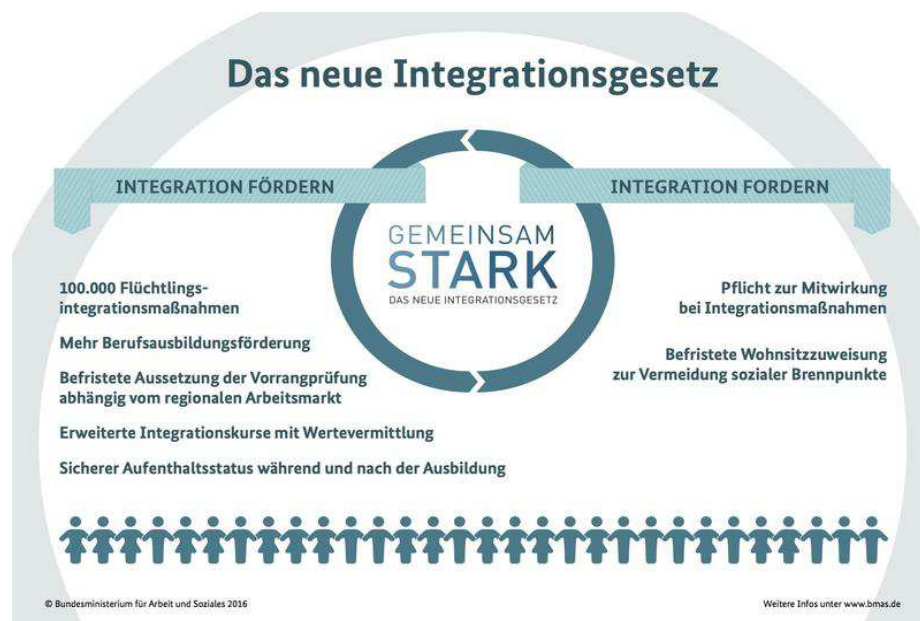 Das neue Integrationsgesetz
INTEGRATION FÖRDERN
INTEGRATION FORDERN
GEMEINSAM
STARK
DAS NEUE INTEGRATIONSGESETZ
100.000 Flüchtlings-
integrationsmaßnahmen
Mehr Berufsausbildungsförderung
Befristete Aussetzung der Vorrangprüfung
abhängig vom regionalen Arbeitsmarkt
Erweiterte Integrationskurse mit Wertevermittlung
Sicherer Aufenthaltsstatus während und nach der Ausbildung
Pflicht zur Mitwirkung
bei Integrationsmaßnahmen
Befristete Wohnsitzzuweisung
zur Vermeidung sozialer Brennpunkte
© Bundesministerium für Arbeit und Soziales 2016
Weitere Infos unter www.bmas.de